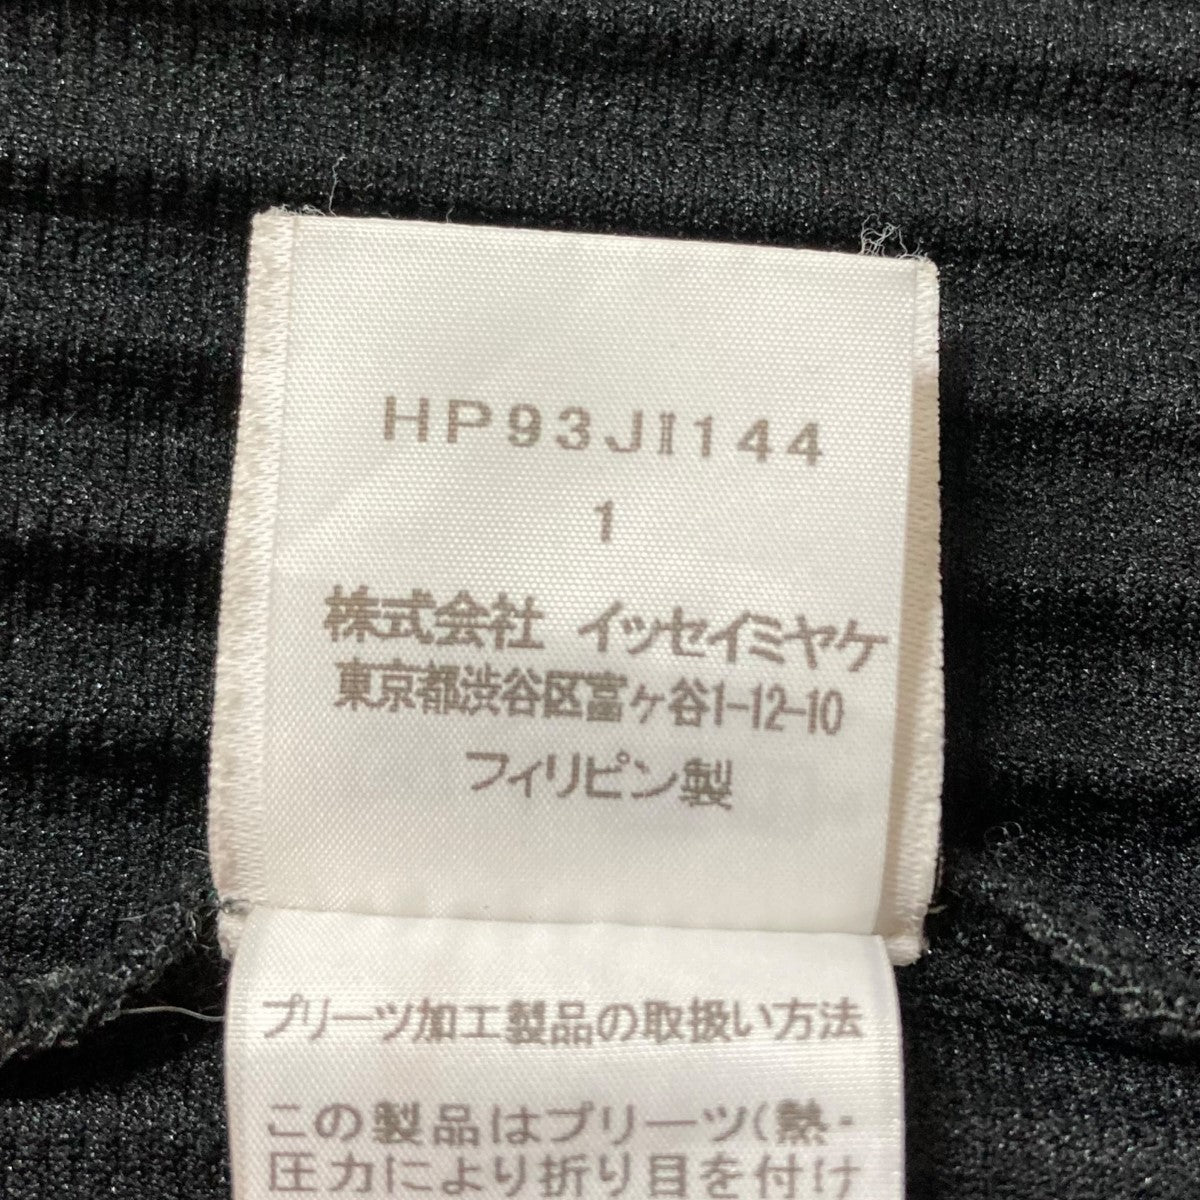 HP93JⅡ144
1
株式会社 イッセイミヤケ
東京都渋谷区富ヶ谷1-12-10
フィリピン製
プリーツ加工製品の取扱い方法
この製品はプリーツ(熱・
圧力により折り目を付け